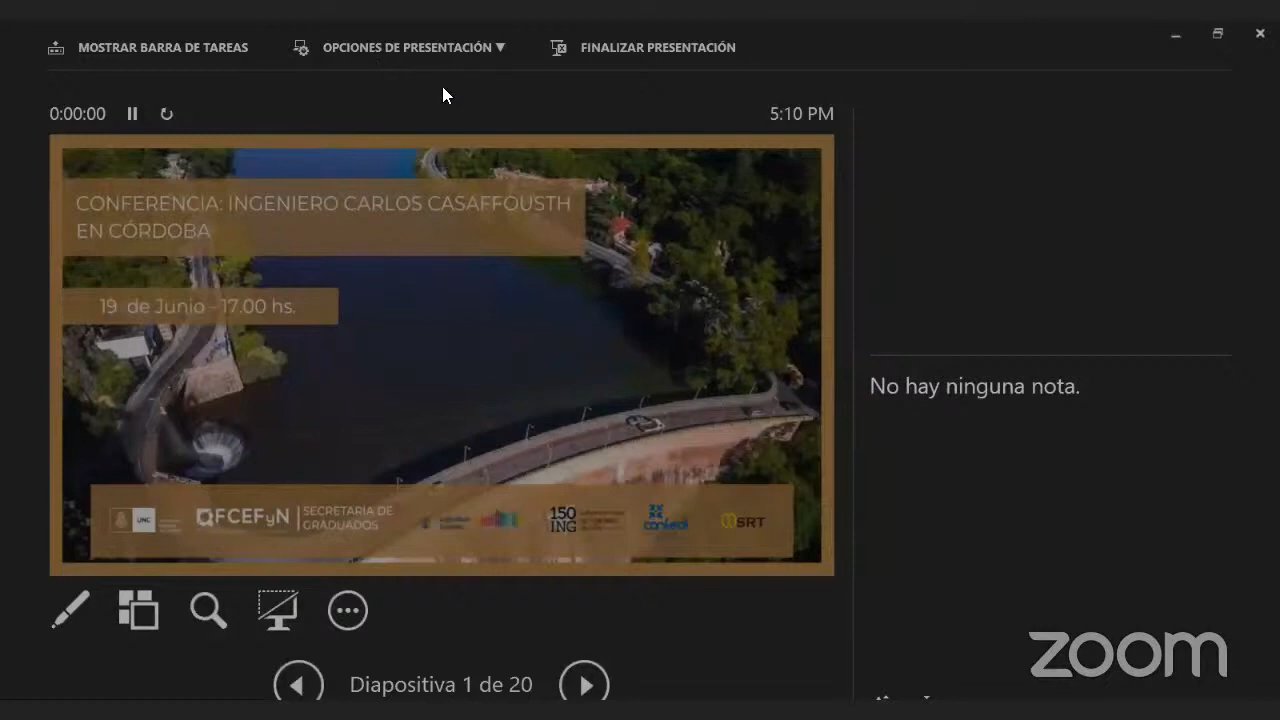 MOSTRAR BARRA DE TAREAS
OPCIONES DE PRESENTACIÓN ▼
FINALIZAR PRESENTACIÓN
0:00:00
5:10 PM
CONFERENCIA: INGENIERO CARLOS CASAFFOUSTH
EN CÓRDOBA
19 de Junio - 17.00 hs.
UNC
FCEFyN
SECRETARIA DE
GRADUADOS
150
ING
SRT
No hay ninguna nota.
Diapositiva 1 de 20
zoom